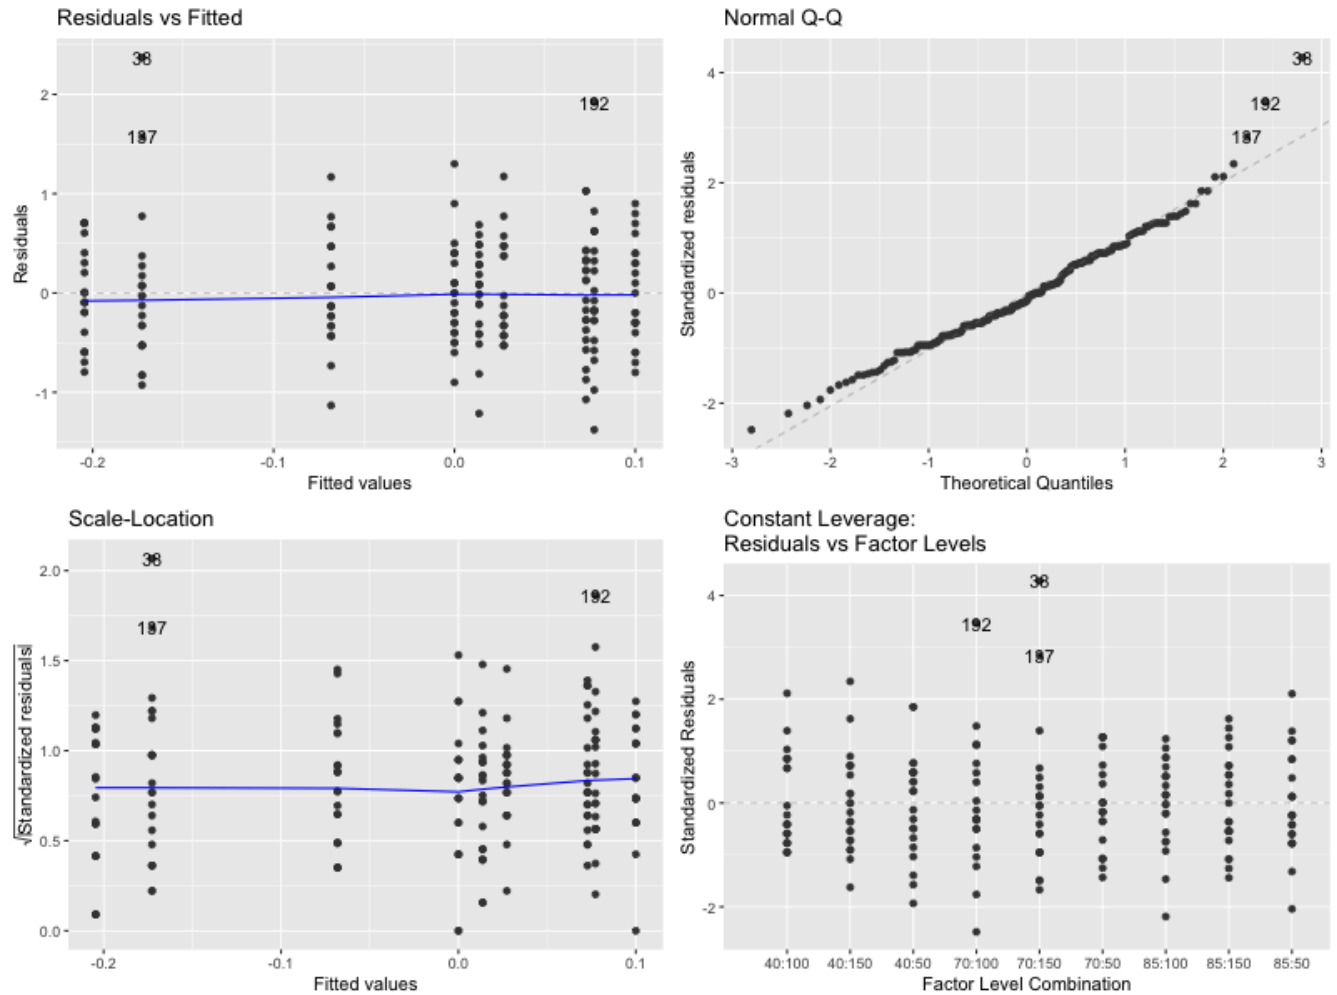 Residuals vs Fitted
38
192
197
2
1
0
-1
Residuals
-0.2 -0.1 0.0 0.1
Fitted values
Normal Q-Q
38
192
4
2
0
-2
Standardized residuals
-3 -2 -1 0 1 2 3
Theoretical Quantiles
Scale-Location
38
192
2.0
1.5
1.0
0.5
0.0
√|Standardized residuals|
-0.2 -0.1 0.0 0.1
Fitted values
Constant Leverage:
Residuals vs Factor Levels
38
192
4
2
0
-2
Standardized Residuals
40:100 40:150 40:50 70:100 70:150 70:50 85:100 85:150 85:50
Factor Level Combination